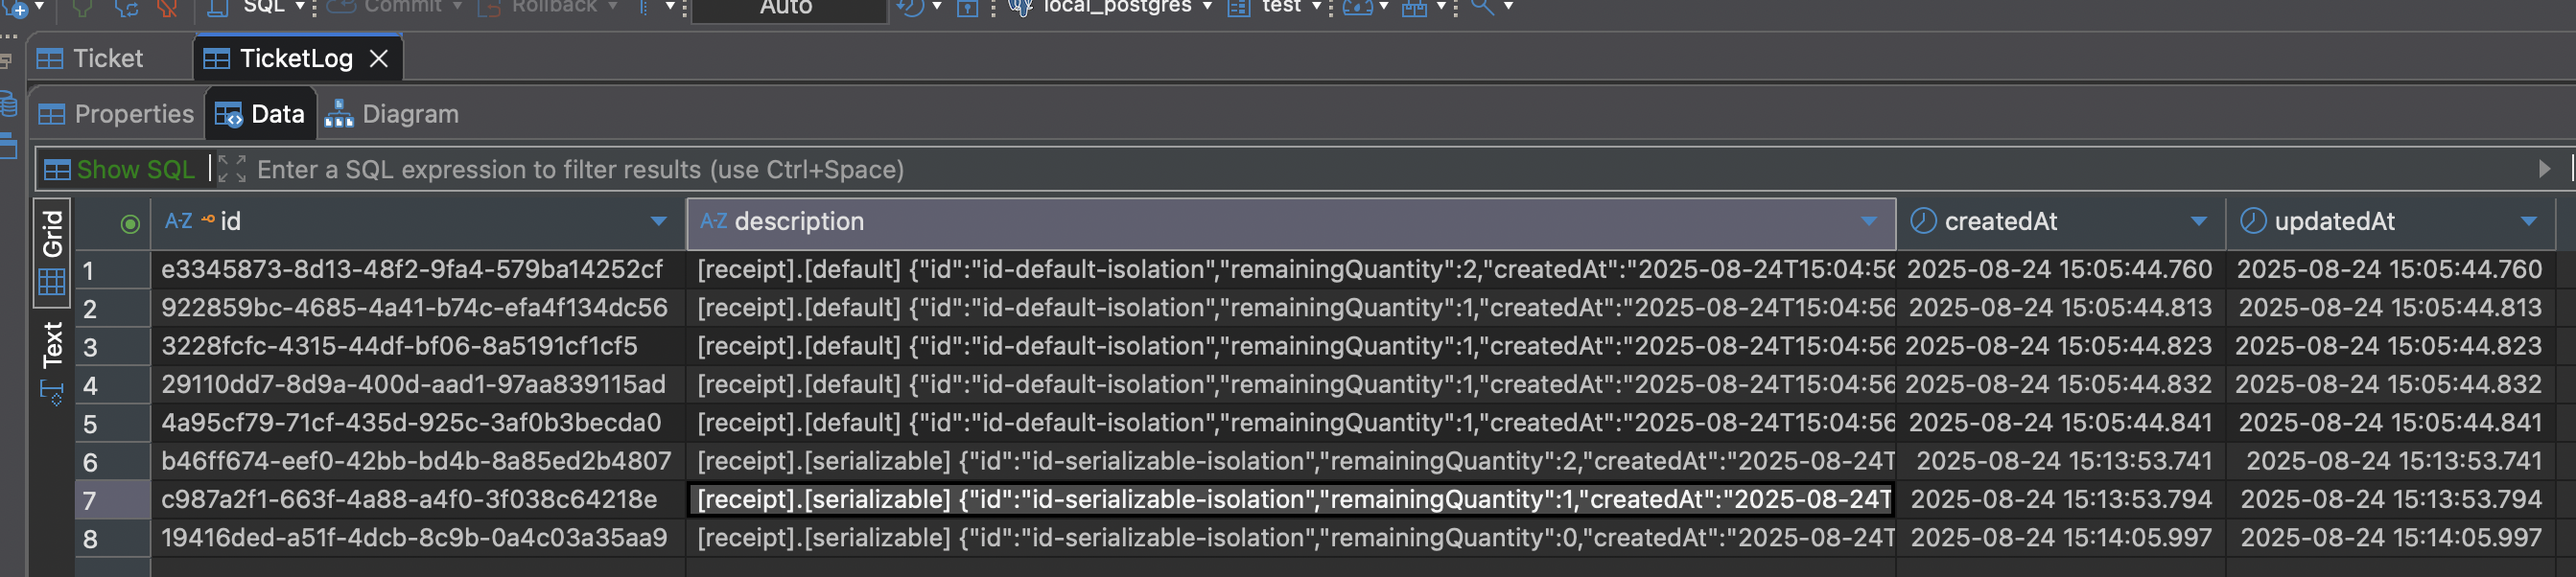 SQL Commit Rollback Auto local_postgres test
Ticket TicketLog
Properties Data Diagram
Show SQL Enter a SQL expression to filter results (use Ctrl+Space)
Grid
Text
A-Z id A-Z description createdAt updatedAt
1 e3345873-8d13-48f2-9fa4-579ba14252cf [receipt].[default] {"id":"id-default-isolation","remainingQuantity":2,"createdAt":"2025-08-24T15:04:56 2025-08-24 15:05:44.760 2025-08-24 15:05:44.760
2 922859bc-4685-4a41-b74c-efa4f134dc56 [receipt].[default] {"id":"id-default-isolation","remainingQuantity":1,"createdAt":"2025-08-24T15:04:56 2025-08-24 15:05:44.813 2025-08-24 15:05:44.813
3 3228fcfc-4315-44df-bf06-8a5191cf1cf5 [receipt].[default] {"id":"id-default-isolation","remainingQuantity":1,"createdAt":"2025-08-24T15:04:56 2025-08-24 15:05:44.823 2025-08-24 15:05:44.823
4 29110dd7-8d9a-400d-aad1-97aa839115ad [receipt].[default] {"id":"id-default-isolation","remainingQuantity":1,"createdAt":"2025-08-24T15:04:56 2025-08-24 15:05:44.832 2025-08-24 15:05:44.832
5 4a95cf79-71cf-435d-925c-3af0b3becda0 [receipt].[default] {"id":"id-default-isolation","remainingQuantity":1,"createdAt":"2025-08-24T15:04:56 2025-08-24 15:05:44.841 2025-08-24 15:05:44.841
6 b46ff674-eef0-42bb-bd4b-8a85ed2b4807 [receipt].[serializable] {"id":"id-serializable-isolation","remainingQuantity":2,"createdAt":"2025-08-24T 2025-08-24 15:13:53.741 2025-08-24 15:13:53.741
7 c987a2f1-663f-4a88-a4f0-3f038c64218e [receipt].[serializable] {"id":"id-serializable-isolation","remainingQuantity":1,"createdAt":"2025-08-24T 2025-08-24 15:13:53.794 2025-08-24 15:13:53.794
8 19416ded-a51f-4dcb-8c9b-0a4c03a35aa9 [receipt].[serializable] {"id":"id-serializable-isolation","remainingQuantity":0,"createdAt":"2025-08-24T 2025-08-24 15:14:05.997 2025-08-24 15:14:05.997